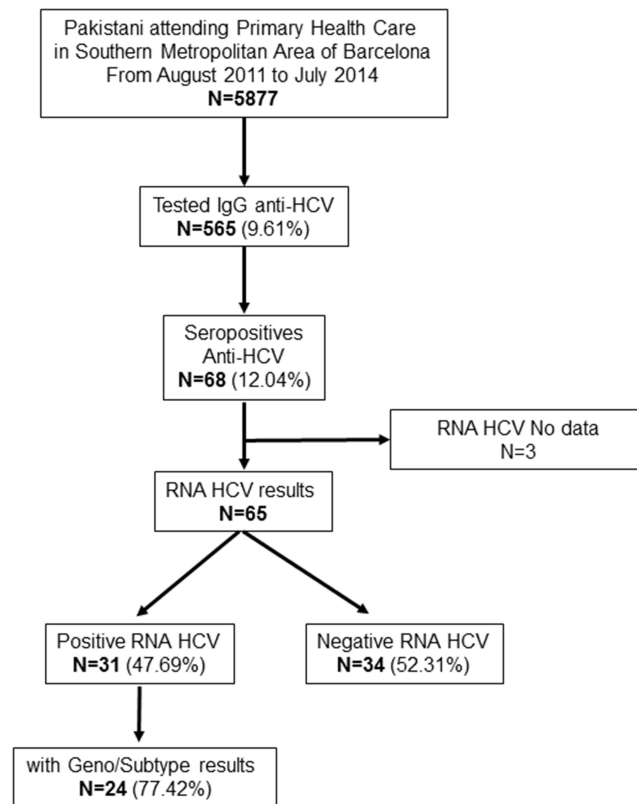 Pakistani attending Primary Health Care
in Southern Metropolitan Area of Barcelona
From August 2011 to July 2014
N=5877
Tested IgG anti-HCV
N=565 (9.61%)
Seropositives
Anti-HCV
N=68 (12.04%)
RNA HCV No data
N=3
RNA HCV results
N=65
Positive RNA HCV
N=31 (47.69%)
Negative RNA HCV
N=34 (52.31%)
with Geno/Subtype results
N=24 (77.42%)